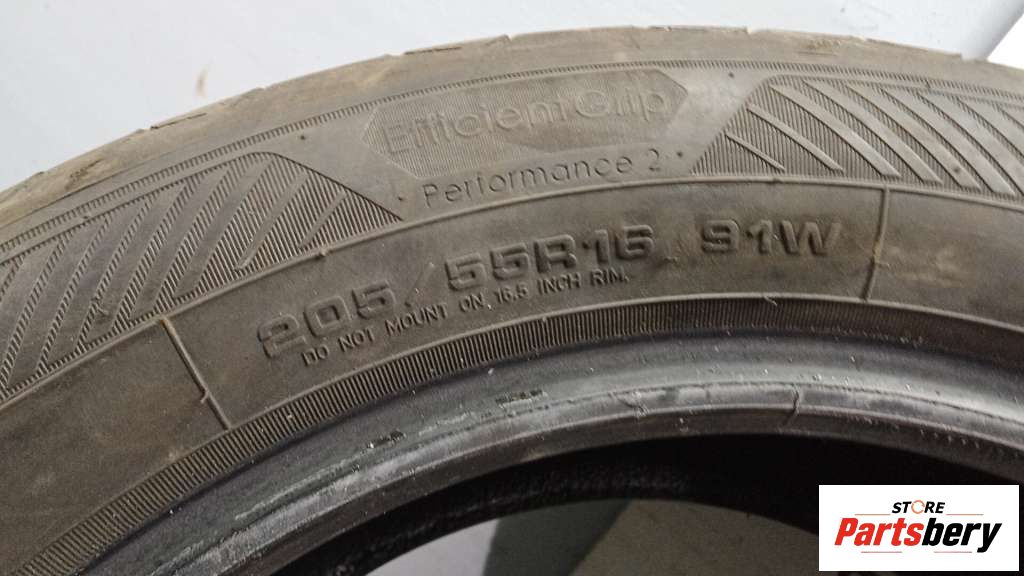 EfficientGrip
Performance 2
205/55R16 91W
DO NOT MOUNT ON 16.5 INCH RIM.
STORE
Partsbery